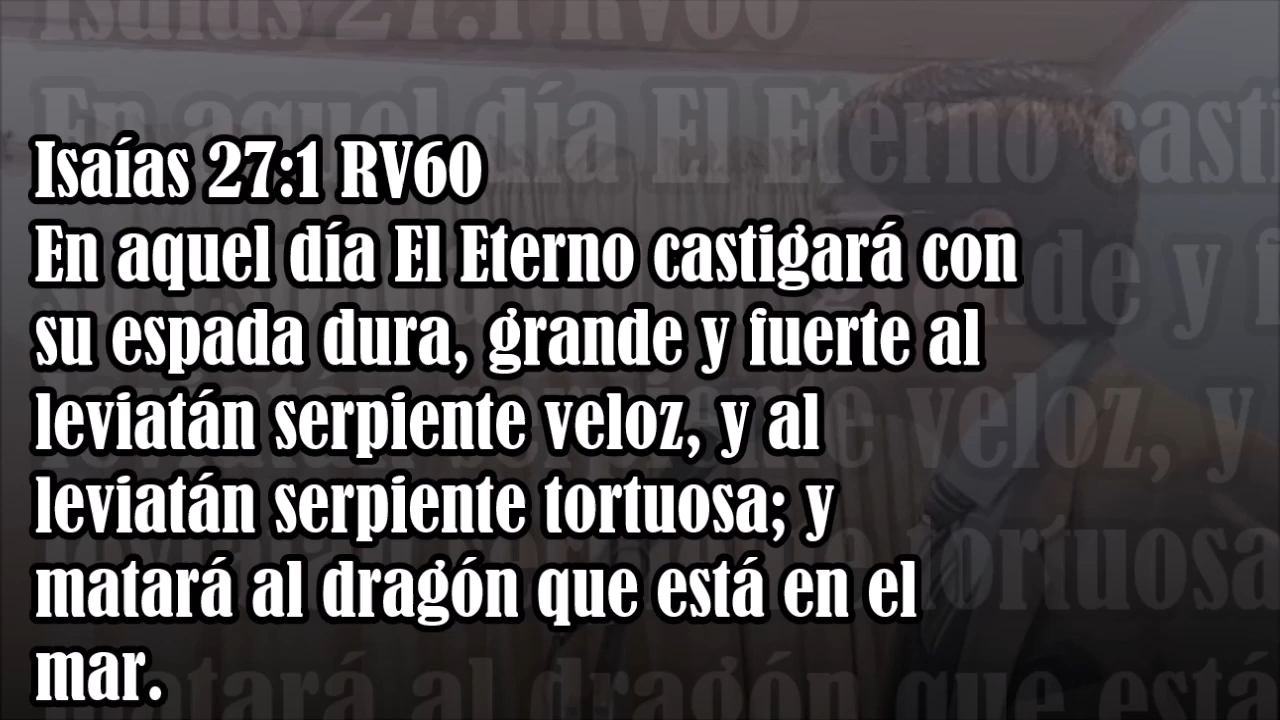 Isaías 27:1 RV60
En aquel día El Eterno castigará con
su espada dura, grande y fuerte al
leviatán serpiente veloz, y al
leviatán serpiente tortuosa; y
matará al dragón que está en el
mar.